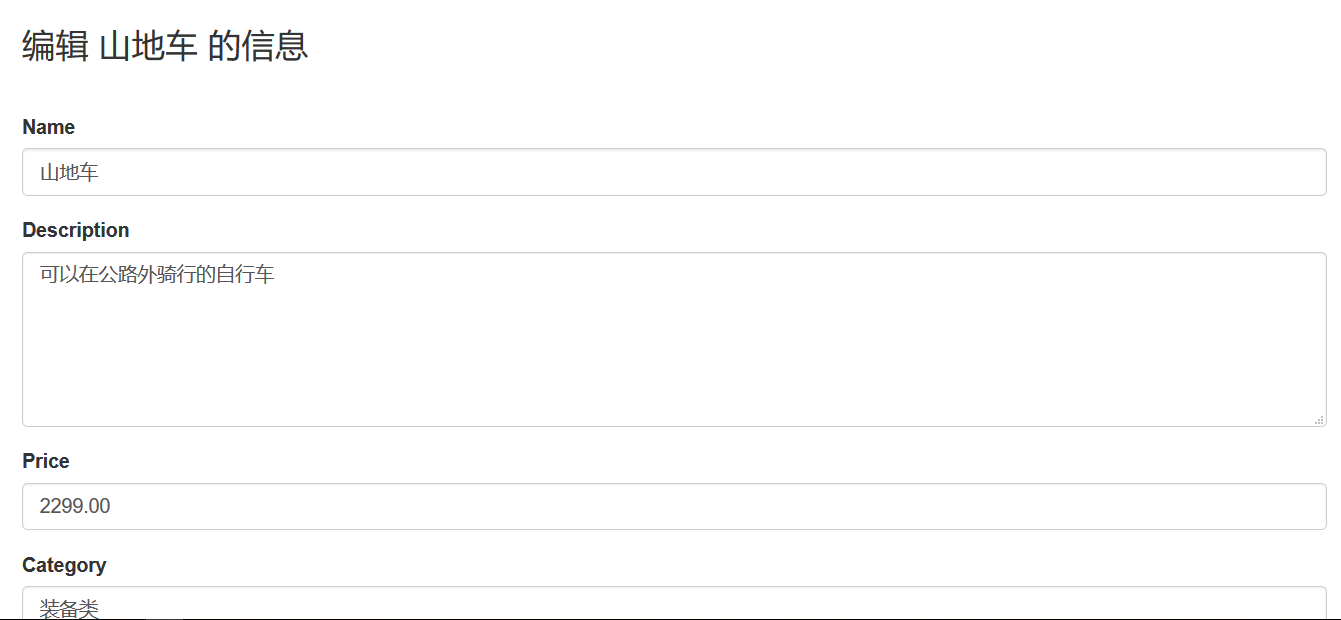 编辑 山地车 的信息
Name
山地车
Description
可以在公路外骑行的自行车
Price
2299.00
Category
装备类